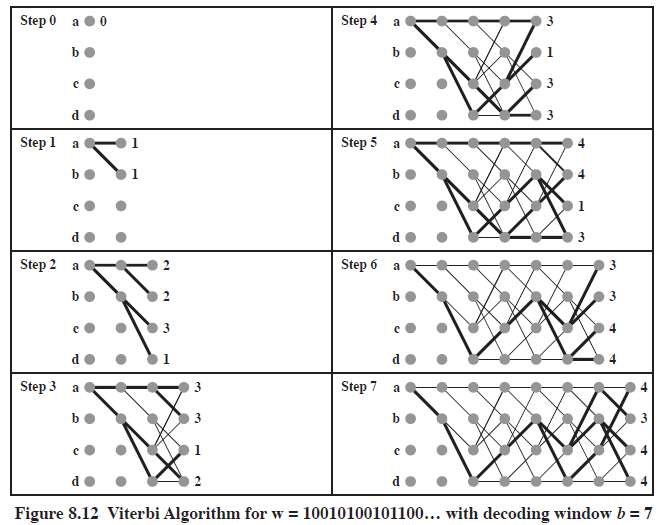 Step 0 a 0
b
c
d
Step 1 a 1
b 1
c
d
Step 2 a 2
b 2
c 3
d 1
Step 3 a 3
b 3
c 1
d 2
Step 4 a 3
b 1
c 3
d 3
Step 5 a 4
b 4
c 1
d 3
Step 6 a 3
b 3
c 4
d 4
Step 7 a 4
b 3
c 4
d 4
Figure 8.12 Viterbi Algorithm for w = 10010100101100… with decoding window b = 7